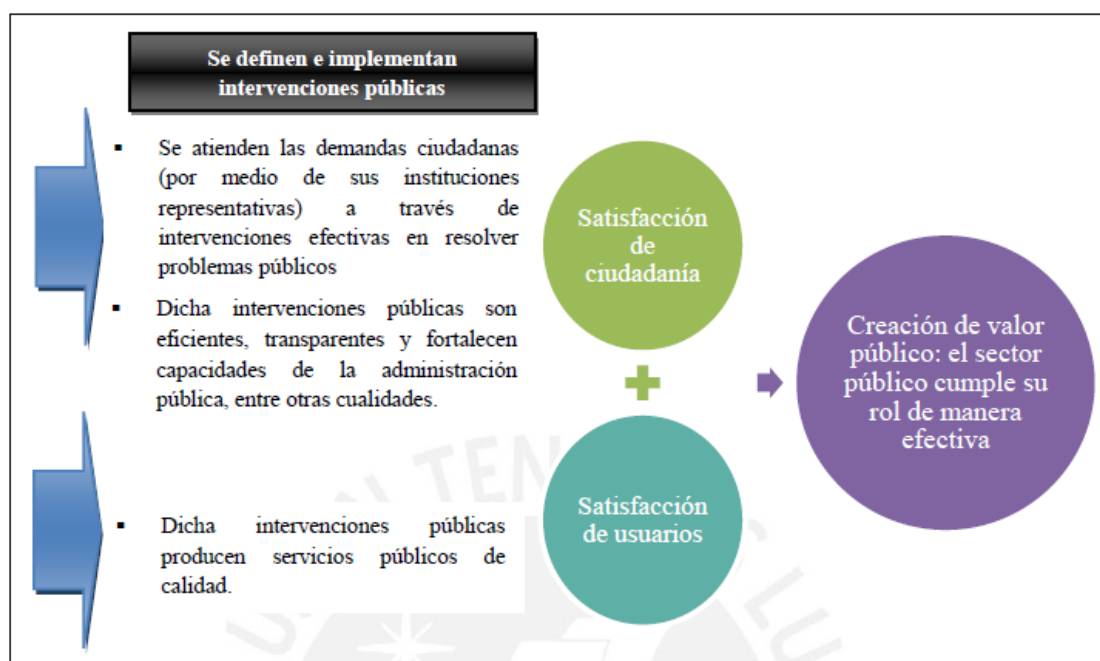 Se definen e implementan
intervenciones públicas
▪ Se atienden las demandas ciudadanas
(por medio de sus instituciones
representativas) a través de
intervenciones efectivas en resolver
problemas públicos
▪ Dicha intervenciones públicas son
eficientes, transparentes y fortalecen
capacidades de la administración
pública, entre otras cualidades.
▪ Dicha intervenciones públicas
producen servicios públicos de
calidad.
Satisfacción
de
ciudadanía
Satisfacción
de usuarios
Creación de valor
público: el sector
público cumple su
rol de manera
efectiva
TEN
LU